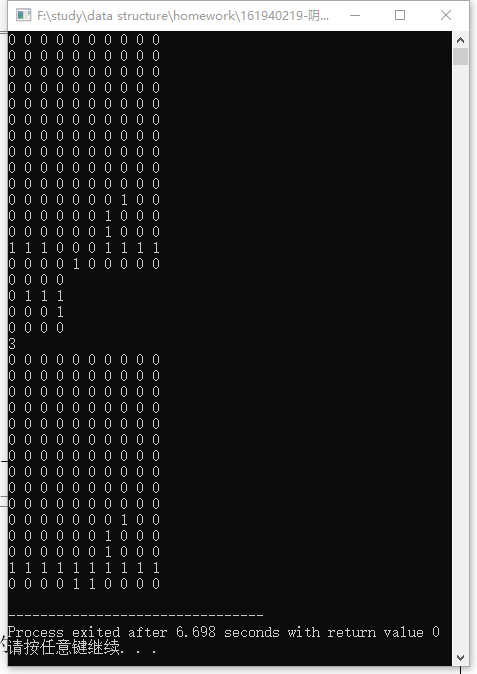 F:\study\data structure\homework\161940219-阴...
0 0 0 0 0 0 0 0 0 0
0 0 0 0 0 0 0 0 0 0
0 0 0 0 0 0 0 0 0 0
0 0 0 0 0 0 0 0 0 0
0 0 0 0 0 0 0 0 0 0
0 0 0 0 0 0 0 0 0 0
0 0 0 0 0 0 0 0 0 0
0 0 0 0 0 0 0 0 0 0
0 0 0 0 0 0 0 0 0 0
0 0 0 0 0 0 0 0 0 0
0 0 0 0 0 0 0 1 0 0
0 0 0 0 0 0 1 0 0 0
0 0 0 0 0 0 1 0 0 0
1 1 1 0 0 0 1 1 1 1
0 0 0 0 1 0 0 0 0 0
0 0 0 0
0 1 1 1
0 0 0 1
0 0 0 0
3
0 0 0 0 0 0 0 0 0 0
0 0 0 0 0 0 0 0 0 0
0 0 0 0 0 0 0 0 0 0
0 0 0 0 0 0 0 0 0 0
0 0 0 0 0 0 0 0 0 0
0 0 0 0 0 0 0 0 0 0
0 0 0 0 0 0 0 0 0 0
0 0 0 0 0 0 0 0 0 0
0 0 0 0 0 0 0 0 0 0
0 0 0 0 0 0 0 0 0 0
0 0 0 0 0 0 0 1 0 0
0 0 0 0 0 0 1 0 0 0
0 0 0 0 0 0 1 0 0 0
1 1 1 1 1 1 1 1 1 1
0 0 0 0 1 1 0 0 0 0
--------------------------------
Process exited after 6.698 seconds with return value 0
请按任意键继续. . .